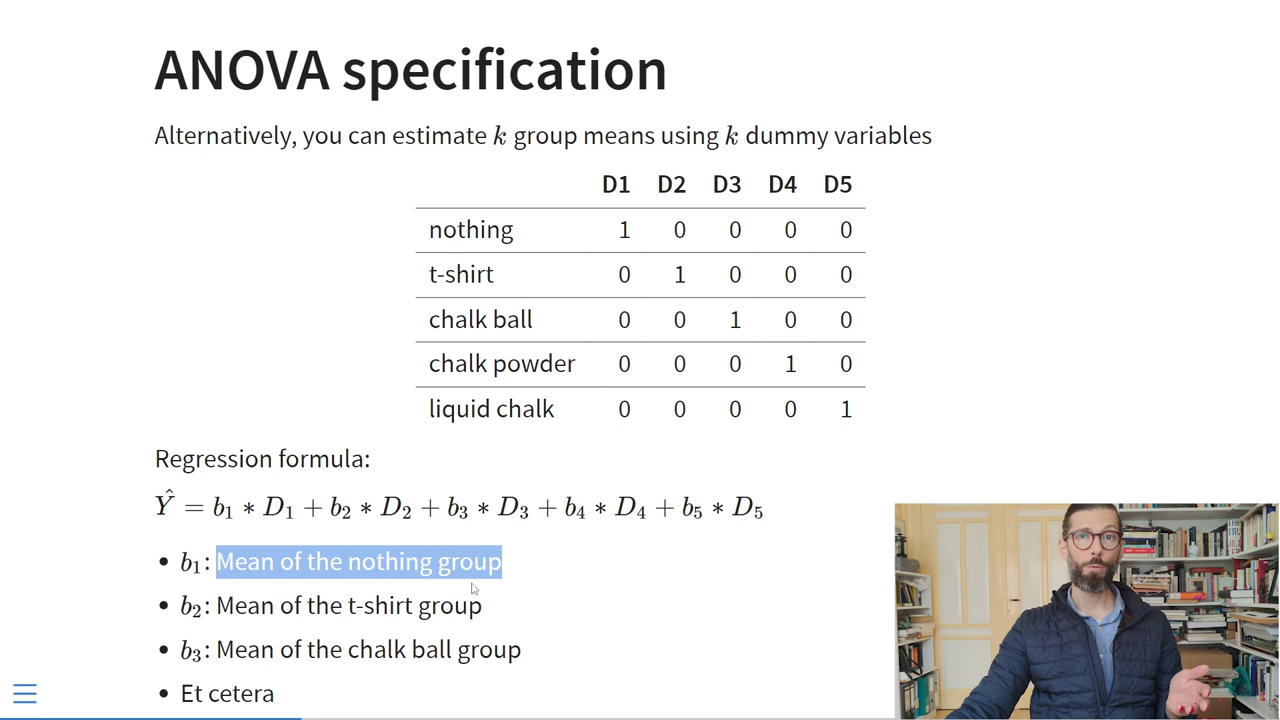 ANOVA specification
Alternatively, you can estimate k group means using k dummy variables
D1 D2 D3 D4 D5
nothing 1 0 0 0 0
t-shirt 0 1 0 0 0
chalk ball 0 0 1 0 0
chalk powder 0 0 0 1 0
liquid chalk 0 0 0 0 1
Regression formula:
Ŷ = b₁ ∗ D₁ + b₂ ∗ D₂ + b₃ ∗ D₃ + b₄ ∗ D₄ + b₅ ∗ D₅
• b₁: Mean of the nothing group
• b₂: Mean of the t-shirt group
• b₃: Mean of the chalk ball group
• Et cetera